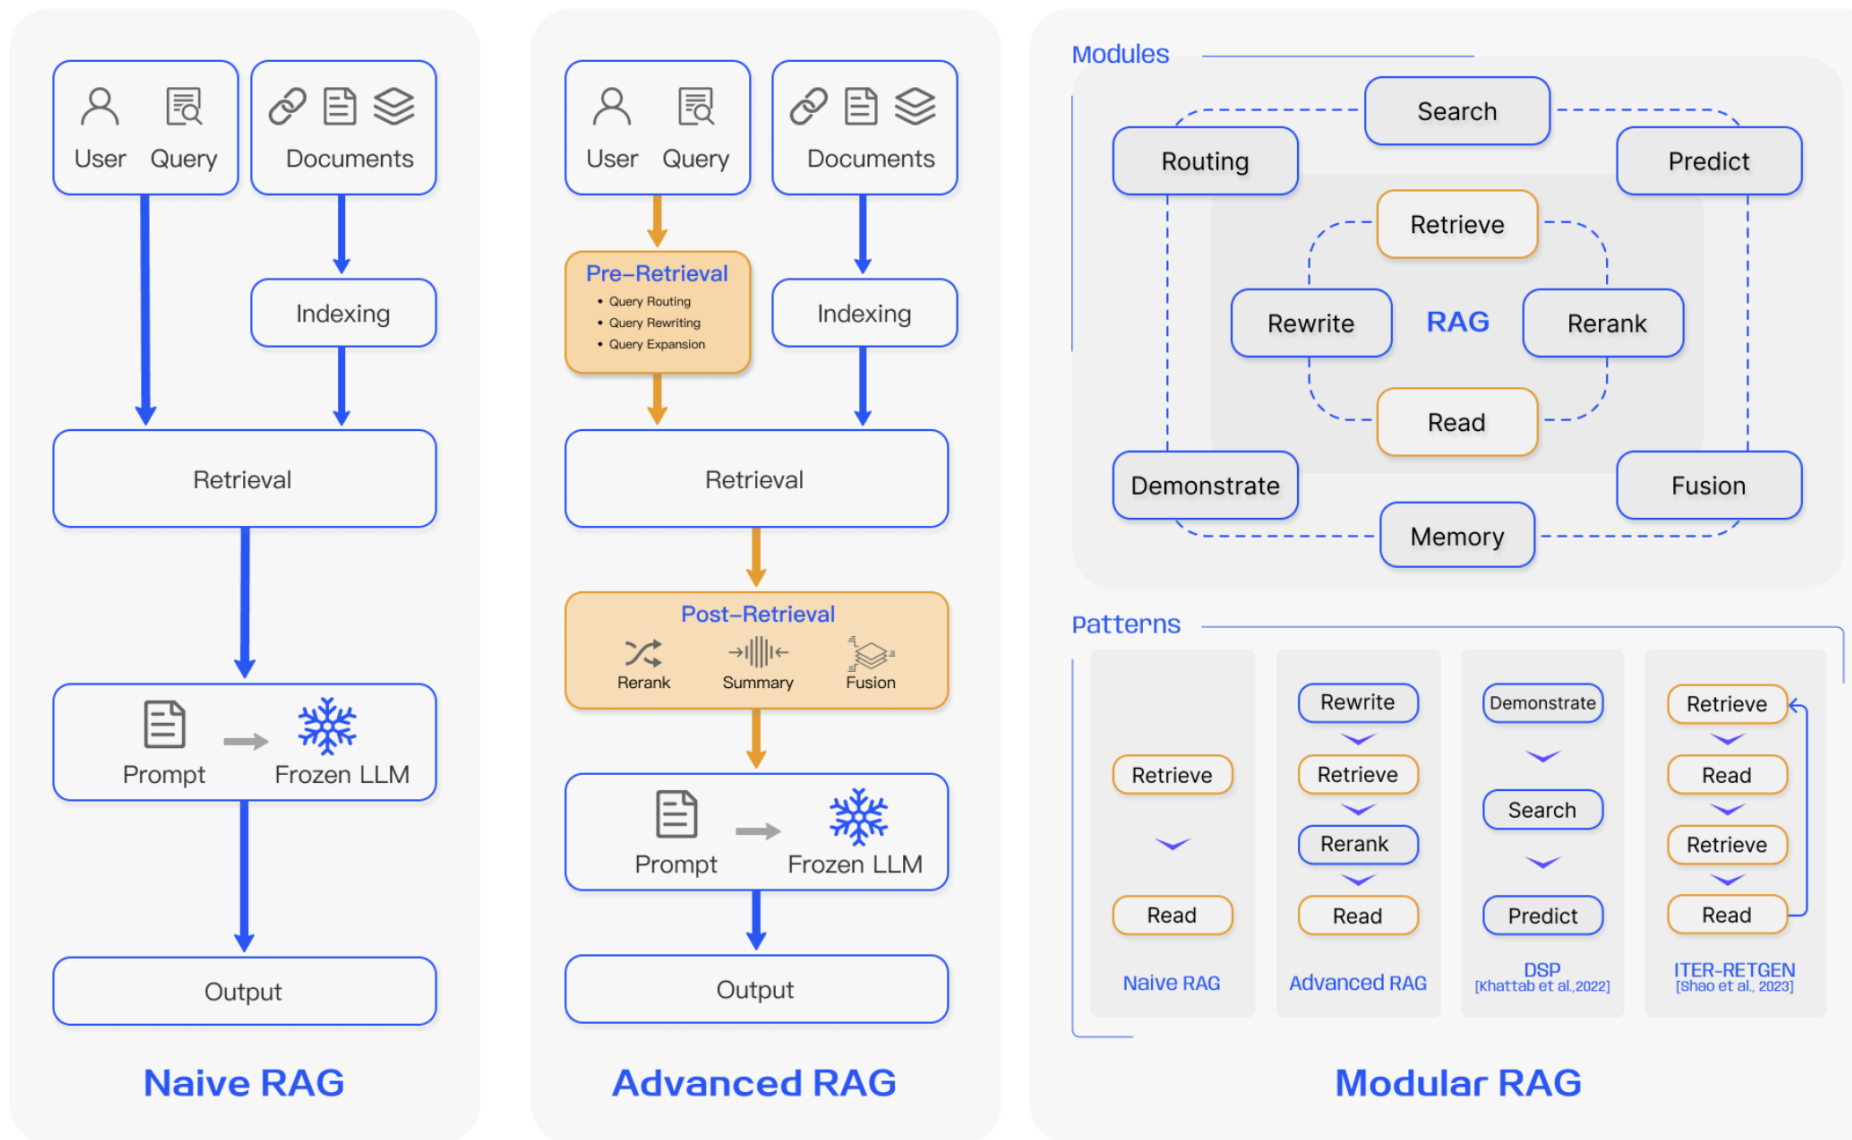 User Query
Documents
Indexing
Retrieval
Prompt
Frozen LLM
Output
Naive RAG
User Query
Documents
Pre-Retrieval
• Query Routing
• Query Rewriting
• Query Expansion
Indexing
Retrieval
Post-Retrieval
Rerank
Summary
Fusion
Prompt
Frozen LLM
Output
Advanced RAG
Modules
Search
Routing
Predict
Retrieve
Rewrite
RAG
Rerank
Read
Demonstrate
Fusion
Memory
Patterns
Retrieve
Read
Naive RAG
Rewrite
Retrieve
Rerank
Read
Advanced RAG
Demonstrate
Search
Predict
DSP
[Khattab et al.,2022]
Retrieve
Read
Retrieve
Read
ITER-RETGEN
[Shao et al., 2023]
Modular RAG